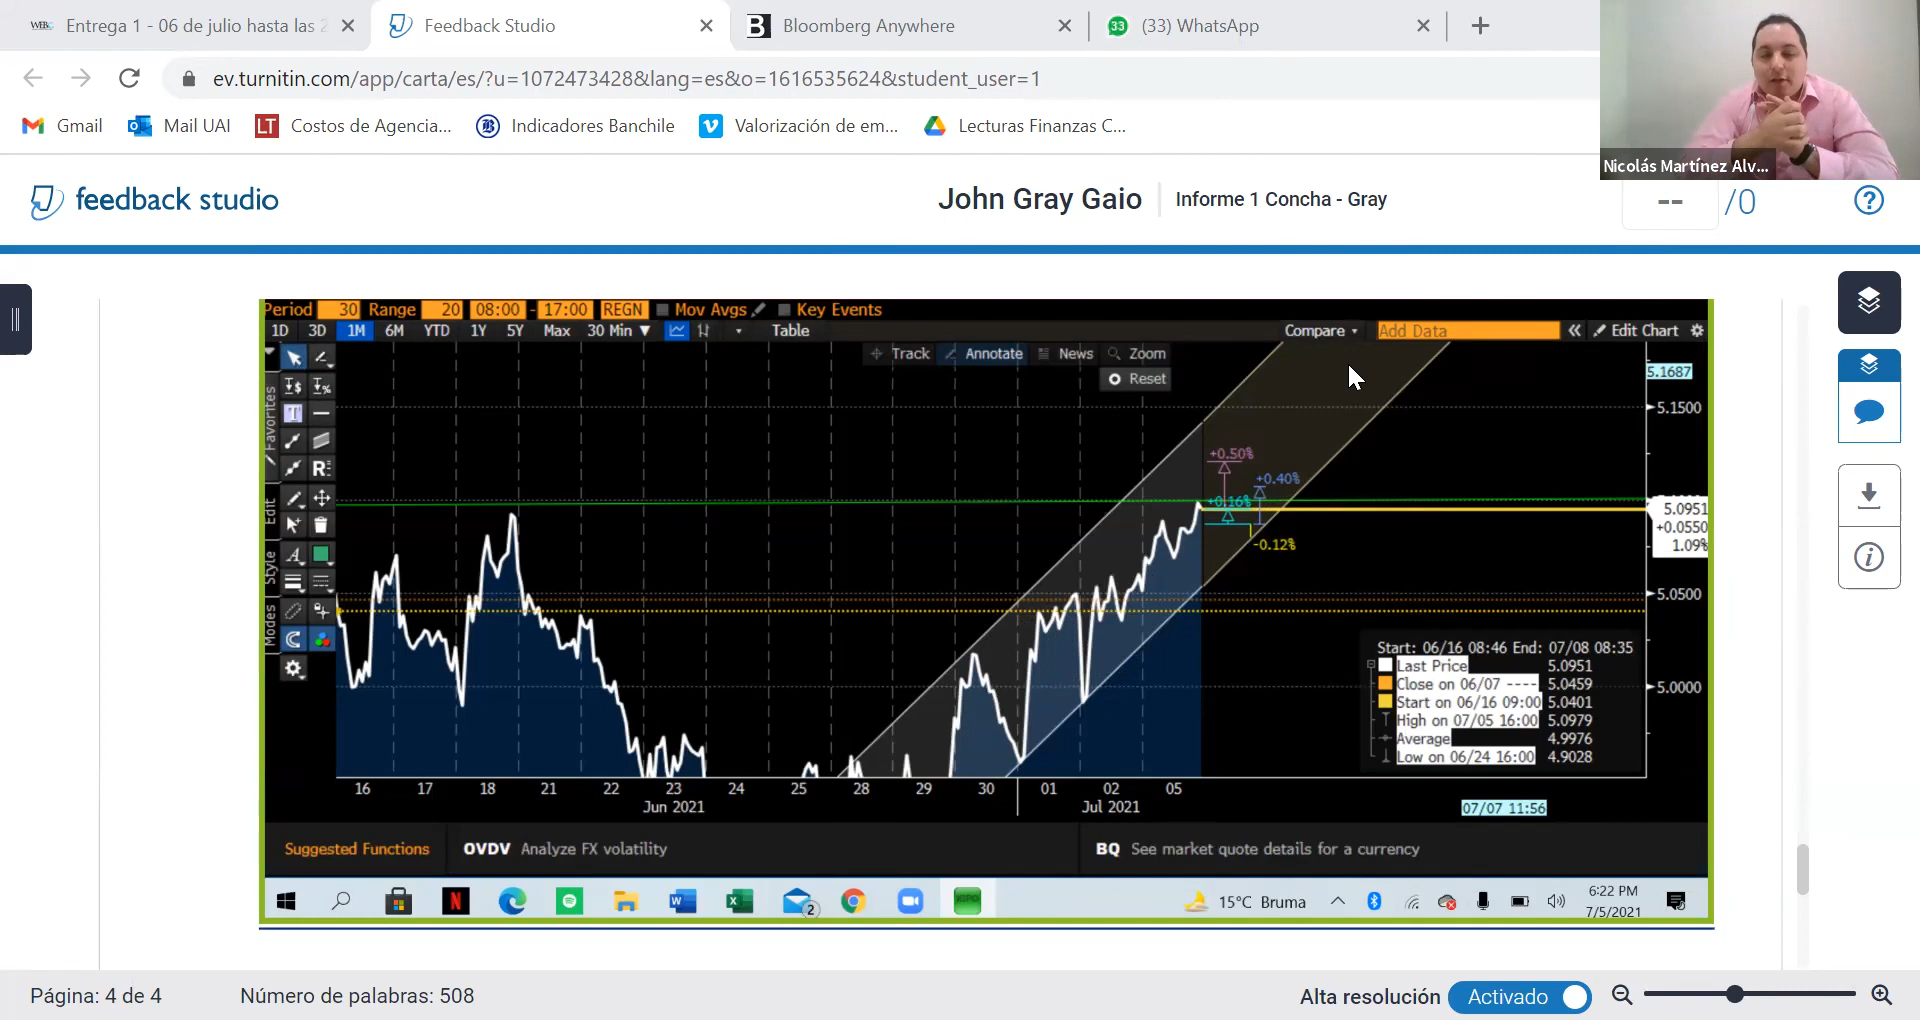 Entrega 1 - 06 de julio hasta las 2
Feedback Studio
B Bloomberg Anywhere
33 (33) WhatsApp
ev.turnitin.com/app/carta/es/?u=1072473428&lang=es&o=1616535624&student_user=1
Gmail
Mail UAI
LT Costos de Agencia...
Indicadores Banchile
Valorización de em...
Lecturas Finanzas C...
Nicolás Martínez Alv...
feedback studio
John Gray Gaio
Informe 1 Concha - Gray
-- /0
?
Period 30 Range 20 08:00 - 17:00 REGN Mov Avgs Key Events
1D 3D 1M 6M YTD 1Y 5Y Max 30 Min ▼ Table Compare Add Data « Edit Chart
Track Annotate News Zoom
Reset
Favorites
Edit
Style
Modes
5.1687
5.1500
+0.50%
+0.40%
+0.16%
-0.12%
5.0951
+0.0550
1.09%
5.0500
5.0000
Start: 06/16 08:46 End: 07/08 08:35
Last Price 5.0951
Close on 06/07 ---- 5.0459
Start on 06/16 09:00 5.0401
High on 07/05 16:00 5.0979
Average 4.9976
Low on 06/24 16:00 4.9028
16 17 18 21 22 23 24 25 28 29 30 01 02 05
Jun 2021
Jul 2021
07/07 11:56
Suggested Functions
OVDV Analyze FX volatility
BQ See market quote details for a currency
2
15°C Bruma
6:22 PM
7/5/2021
Página: 4 de 4
Número de palabras: 508
Alta resolución
Activado